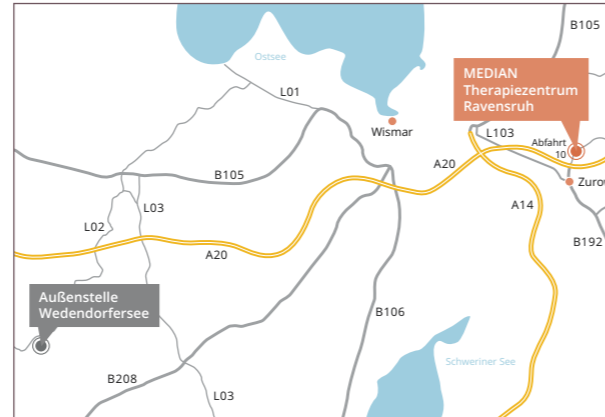 B105
Ostsee
MEDIAN
Therapiezentrum
Ravensruh
L01
Wismar
L103
Abfahrt
10
A20
B105
Zurow
L03
A14
L02
A20
B192
Außenstelle
Wedendorfersee
B106
Schweriner See
B208
L03